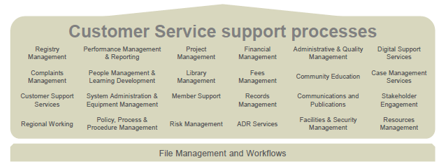 Customer Service support processes
Registry Management
Performance Management & Reporting
Project Management
Financial Management
Administrative & Quality Management
Digital Support Services
Complaints Management
People Management & Learning Development
Library Management
Fees Management
Community Education
Case Management Services
Customer Support Services
System Administration & Equipment Management
Member Support
Records Management
Communications and Publications
Stakeholder Engagement
Regional Working
Policy, Process & Procedure Management
Risk Management
ADR Services
Facilities & Security Management
Resources Management
File Management and Workflows